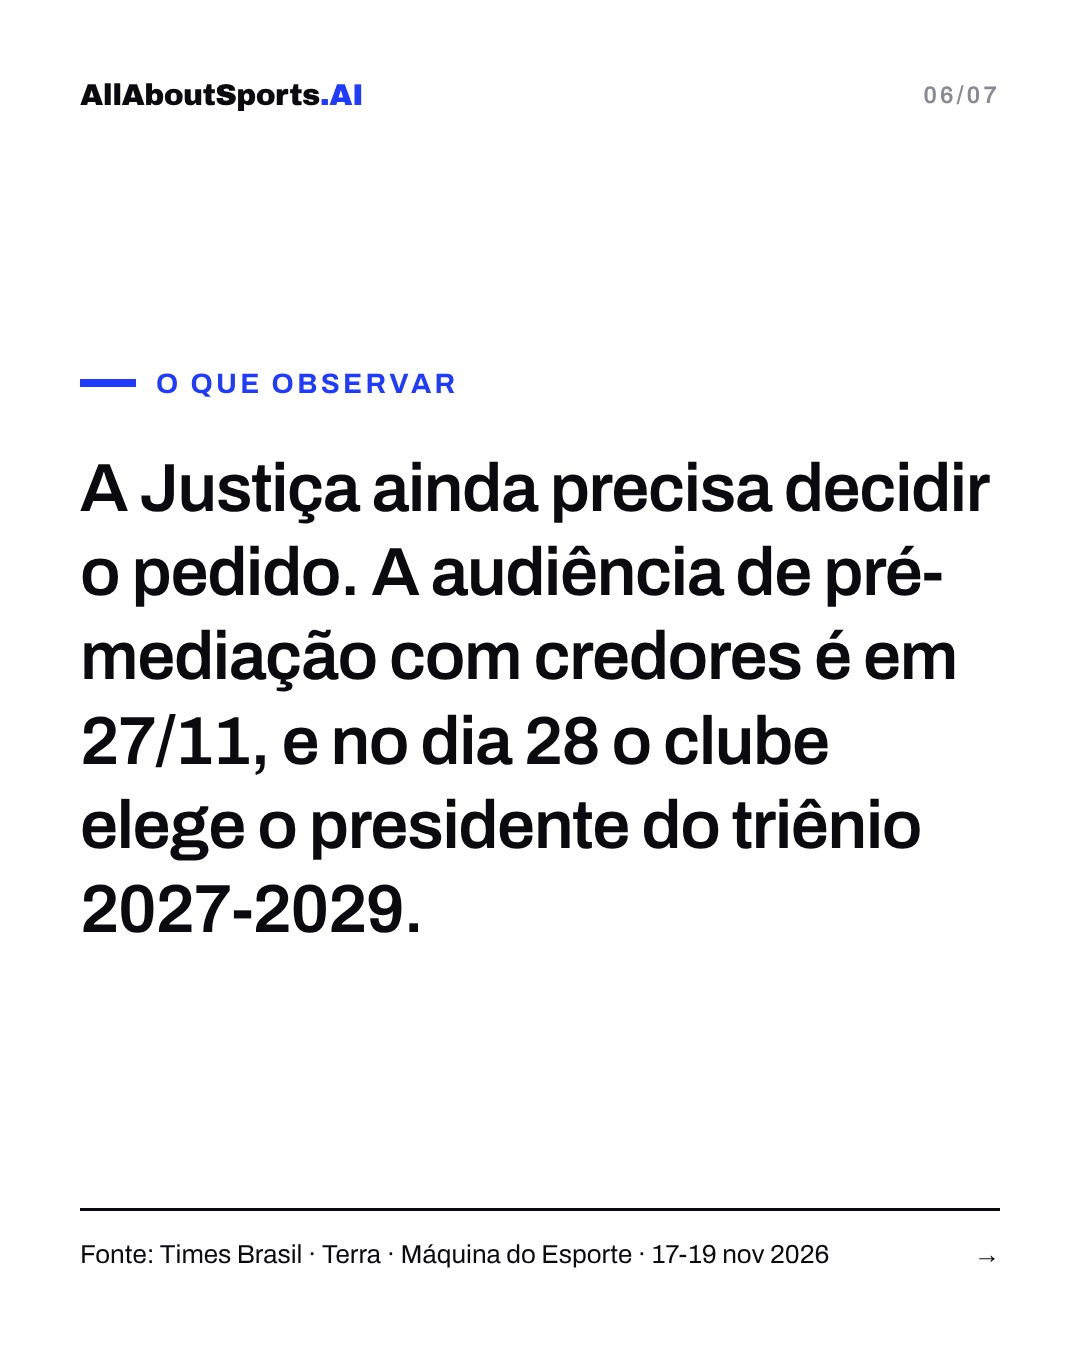 AllAboutSports.AI
06/07
O QUE OBSERVAR
A Justiça ainda precisa decidir
o pedido. A audiência de pré-
mediação com credores é em
27/11, e no dia 28 o clube
elege o presidente do triênio
2027-2029.
Fonte: Times Brasil · Terra · Máquina do Esporte · 17-19 nov 2026 →